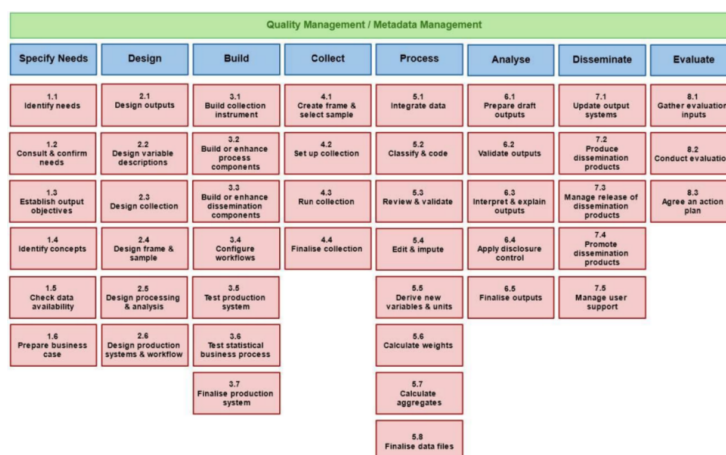 Quality Management / Metadata Management
Specify Needs
Design
Build
Collect
Process
Analyse
Disseminate
Evaluate
1.1
Identify needs
2.1
Design outputs
3.1
Build collection
instrument
4.1
Create frame &
select sample
5.1
Integrate data
6.1
Prepare draft
outputs
7.1
Update output
systems
8.1
Gather evaluation
inputs
1.2
Consult & confirm
needs
2.2
Design variable
descriptions
3.2
Build or enhance
process
components
4.2
Set up collection
5.2
Classify & code
6.2
Validate outputs
7.2
Produce
dissemination
products
8.2
Conduct evaluation
1.3
Establish output
objectives
2.3
Design collection
3.3
Build or enhance
dissemination
components
4.3
Run collection
5.3
Review & validate
6.3
Interpret & explain
outputs
7.3
Manage release of
dissemination
products
8.3
Agree an action
plan
1.4
Identify concepts
2.4
Design frame &
sample
3.4
Configure
workflows
4.4
Finalise collection
5.4
Edit & impute
6.4
Apply disclosure
control
7.4
Promote
dissemination
products
1.5
Check data
availability
2.5
Design processing
& analysis
3.5
Test production
system
5.5
Derive new
variables & units
6.5
Finalise outputs
7.5
Manage user
support
1.6
Prepare business
case
2.6
Design production
systems & workflow
3.6
Test statistical
business process
5.6
Calculate weights
3.7
Finalise production
system
5.7
Calculate
aggregates
5.8
Finalise data files